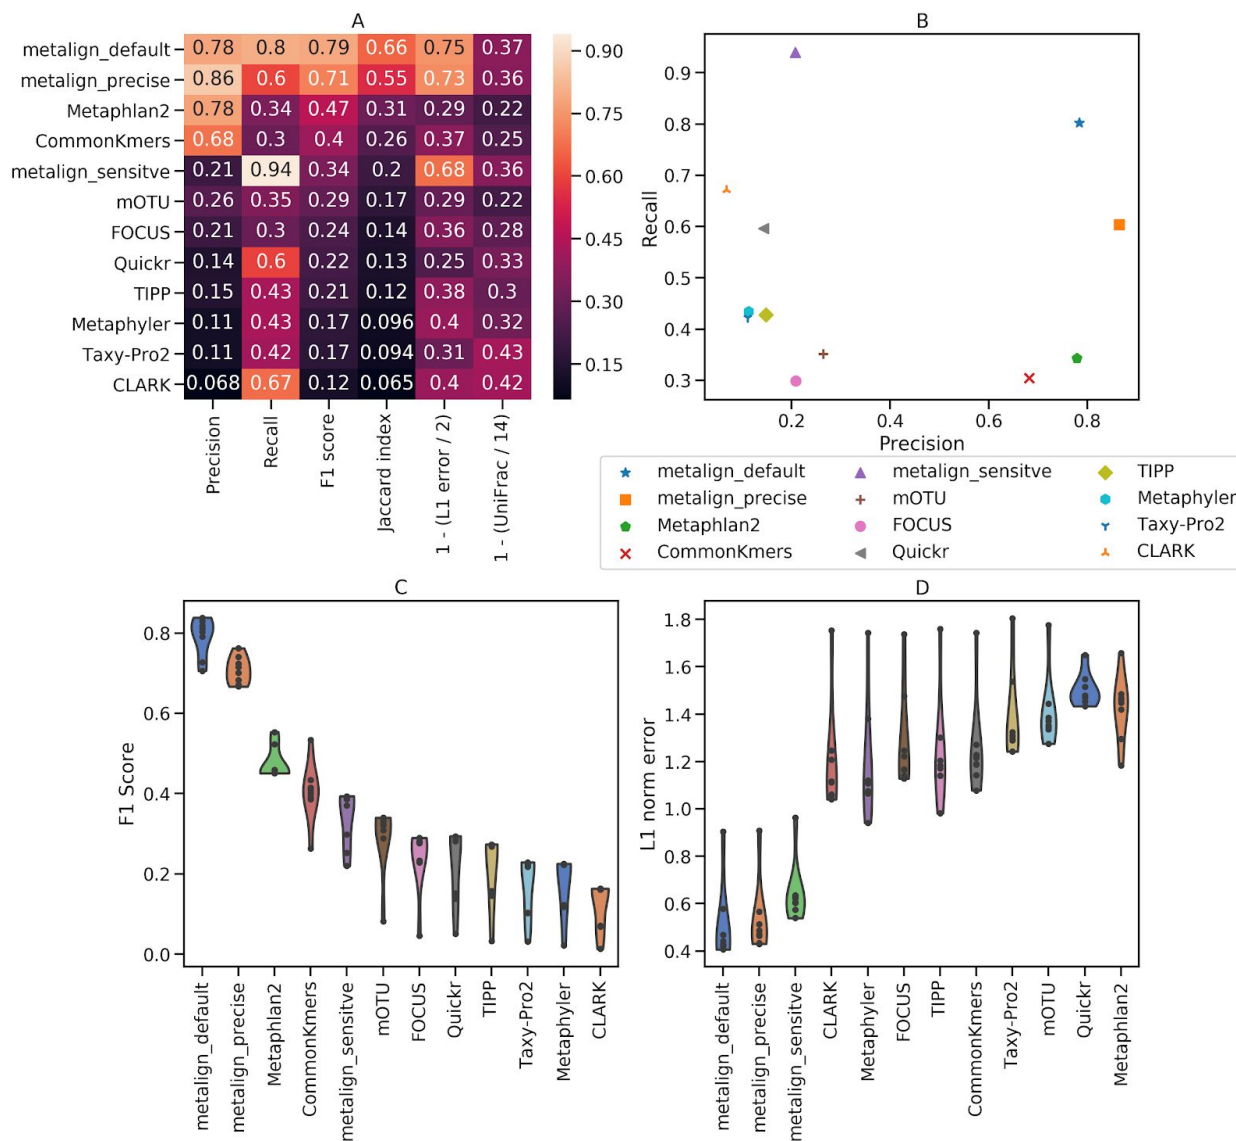 A
metalign_default 0.78 0.8 0.79 0.66 0.75 0.37
metalign_precise 0.86 0.6 0.71 0.55 0.73 0.36
Metaphlan2 0.78 0.34 0.47 0.31 0.29 0.22
CommonKmers 0.68 0.3 0.4 0.26 0.37 0.25
metalign_sensitve 0.21 0.94 0.34 0.2 0.68 0.36
mOTU 0.26 0.35 0.29 0.17 0.29 0.22
FOCUS 0.21 0.3 0.24 0.14 0.36 0.28
Quickr 0.14 0.6 0.22 0.13 0.25 0.33
TIPP 0.15 0.43 0.21 0.12 0.38 0.3
Metaphyler 0.11 0.43 0.17 0.096 0.4 0.32
Taxy-Pro2 0.11 0.42 0.17 0.094 0.31 0.43
CLARK 0.068 0.67 0.12 0.065 0.4 0.42
Precision
Recall
F1 score
Jaccard index
1 - (L1 error / 2)
1 - (UniFrac / 14)
0.90
0.75
0.60
0.45
0.30
0.15
B
Recall
0.9
0.8
0.7
0.6
0.5
0.4
0.3
0.2 0.4 0.6 0.8
Precision
metalign_default metalign_sensitve TIPP
metalign_precise mOTU Metaphyler
Metaphlan2 FOCUS Taxy-Pro2
CommonKmers Quickr CLARK
C
F1 Score
0.8
0.6
0.4
0.2
0.0
metalign_default
metalign_precise
Metaphlan2
CommonKmers
metalign_sensitve
mOTU
FOCUS
Quickr
TIPP
Taxy-Pro2
Metaphyler
CLARK
D
L1 norm error
1.8
1.6
1.4
1.2
1.0
0.8
0.6
0.4
metalign_default
metalign_precise
metalign_sensitve
CLARK
Metaphyler
FOCUS
TIPP
CommonKmers
Taxy-Pro2
mOTU
Quickr
Metaphlan2